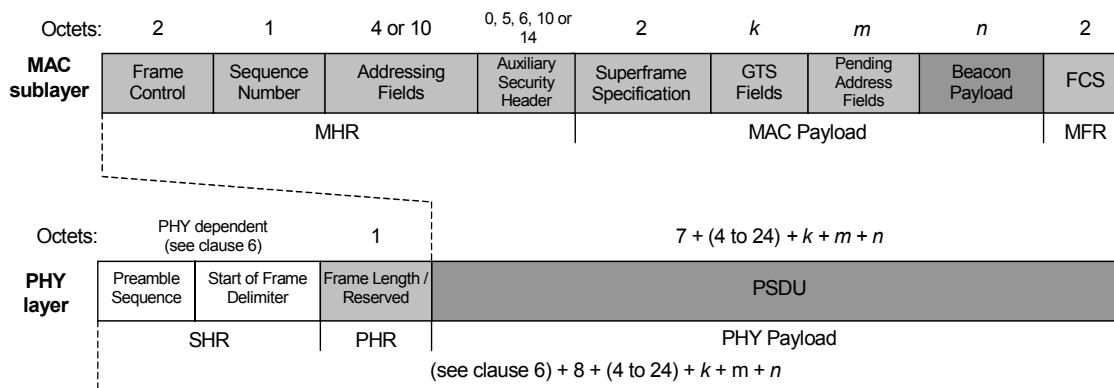 Octets: 2 1 4 or 10 0, 5, 6, 10 or 14 2 k m n 2
MAC sublayer
Frame Control
Sequence Number
Addressing Fields
Auxiliary Security Header
Superframe Specification
GTS Fields
Pending Address Fields
Beacon Payload
FCS
MHR MAC Payload MFR
Octets: PHY dependent (see clause 6) 1 7 + (4 to 24) + k + m + n
PHY layer
Preamble Sequence
Start of Frame Delimiter
Frame Length / Reserved
PSDU
SHR PHR PHY Payload
(see clause 6) + 8 + (4 to 24) + k + m + n